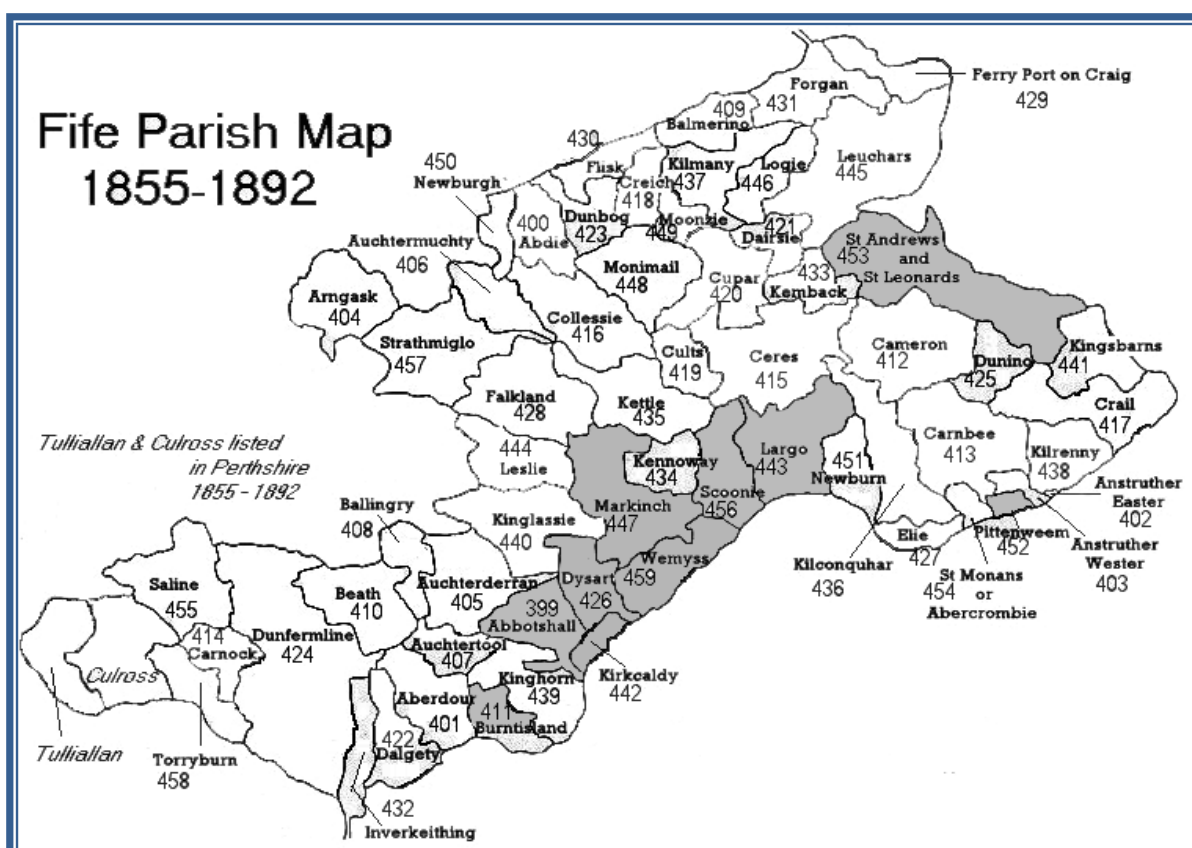 Fife Parish Map
1855-1892
Ferry Port on Craig
429
Forgan
431
409
Balmerino
430
Flisk
Kilmany
437
Logie
446
Leuchars
445
450
Newburgh
Creich
418
400
Abdie
Dunbog
423
Moonzie
449
421
Dairsie
St Andrews
453
and
St Leonards
Auchtermuchty
406
Monimail
448
Cupar
420
433
Kemback
Arngask
404
Collessie
416
Strathmiglo
457
Cults
419
Ceres
415
Cameron
412
Dunino
425
Kingsbarns
441
Falkland
428
Kettle
435
Crail
417
Tulliallan & Culross listed
in Perthshire
1855 - 1892
444
Leslie
Kennoway
434
Largo
443
451
Newburn
Carnbee
413
Kilrenny
438
Markinch
447
Scoonie
456
Ballingry
408
Kinglassie
440
Anstruther
Easter
402
Pittenweem
452
Elie
427
Anstruther
Wester
403
Kilconquhar
436
St Monans
454
or
Abercrombie
Wemyss
459
Dysart
426
Saline
455
Beath
410
Auchterderran
405
399
Abbotshall
414
Carnock
Dunfermline
424
Auchtertool
407
Culross
Kinghorn
439
Kirkcaldy
442
Aberdour
401
411
Burntisland
422
Dalgety
Tulliallan
Torryburn
458
432
Inverkeithing